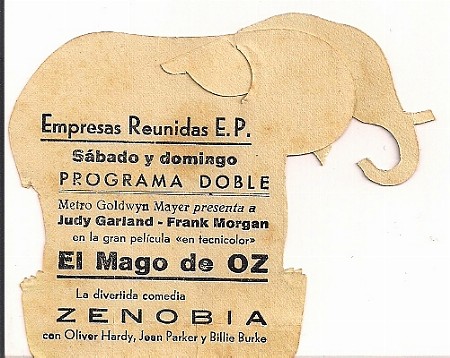 Empresas Reunidas E.P.
Sábado y domingo
PROGRAMA DOBLE
Metro Goldwyn Mayer presenta a
Judy Garland - Frank Morgan
en la gran película «en tecnicolor»
El Mago de OZ
La divertida comedia
ZENOBIA
con Oliver Hardy, Jean Parker y Billie Burke